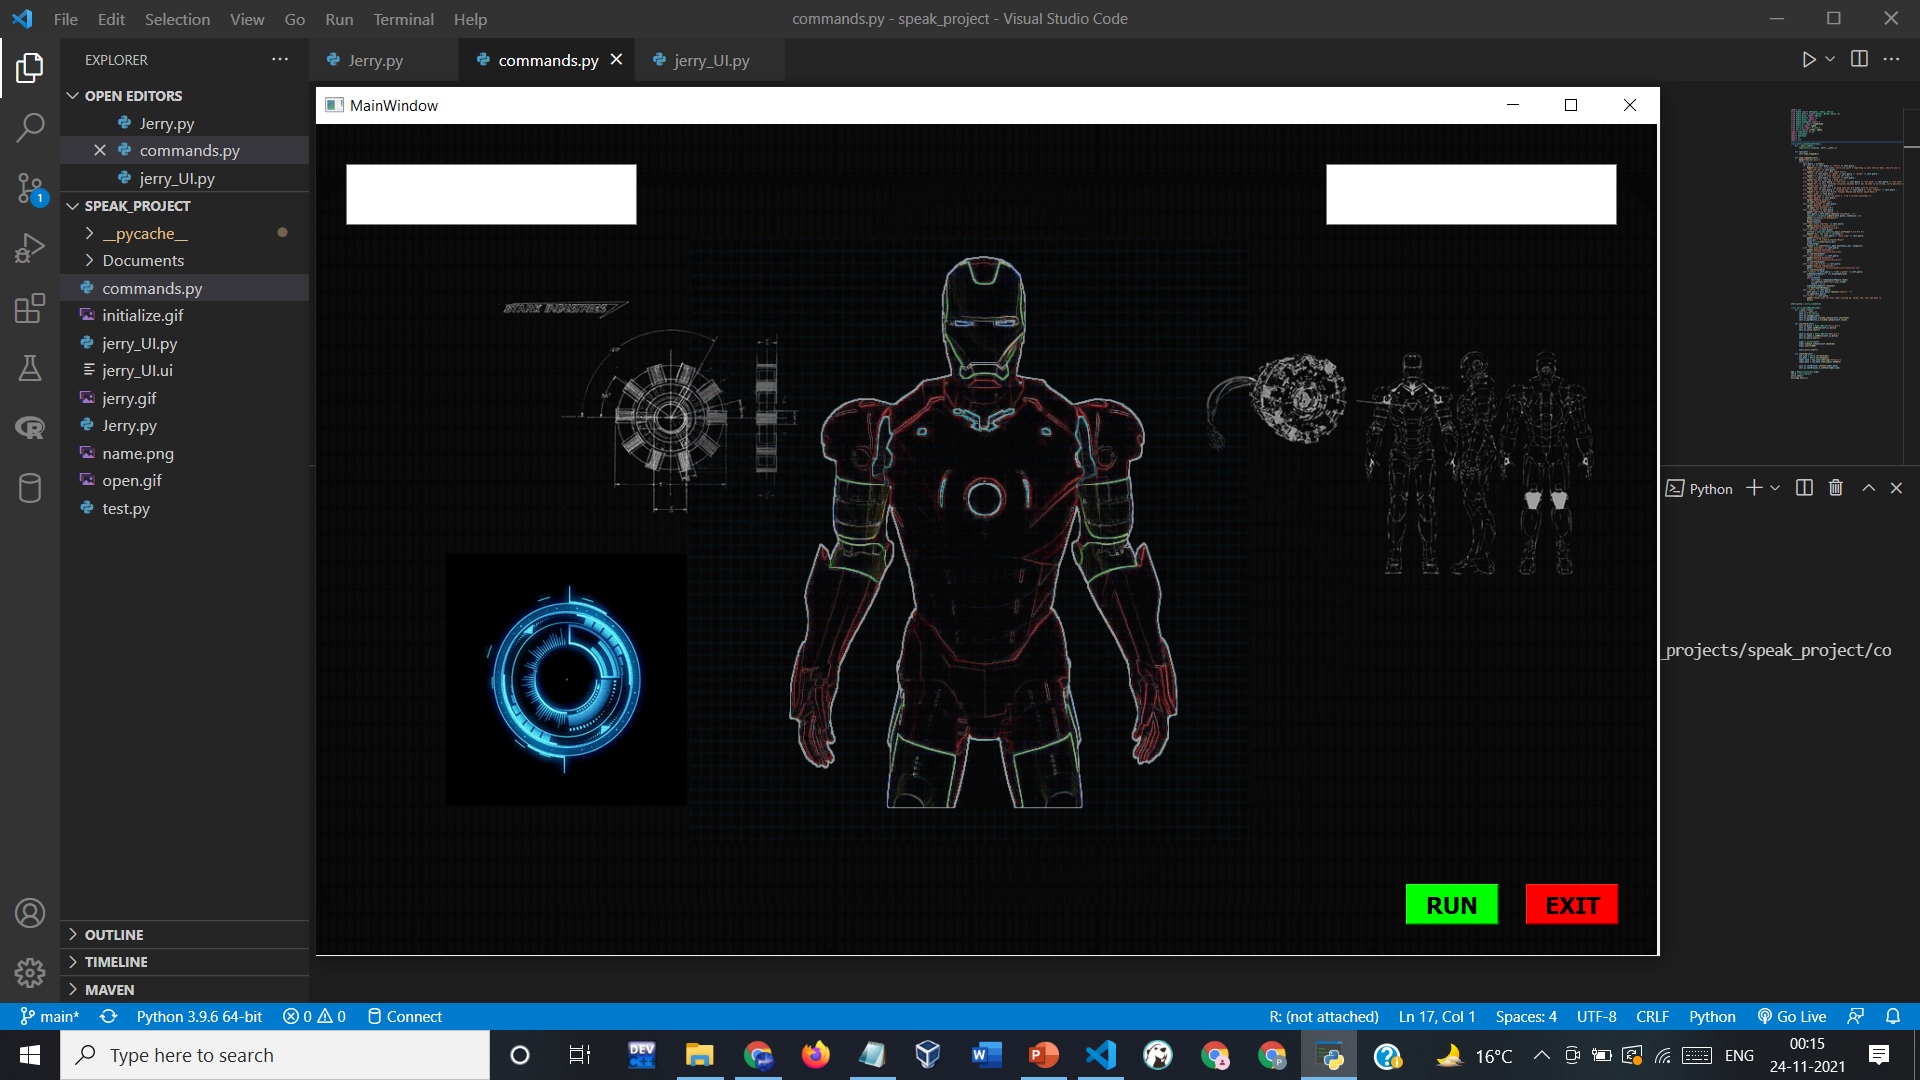 File Edit Selection View Go Run Terminal Help
commands.py - speak_project - Visual Studio Code
EXPLORER
Jerry.py
commands.py
jerry_UI.py
OPEN EDITORS
Jerry.py
commands.py
jerry_UI.py
1
SPEAK_PROJECT
__pycache__
Documents
commands.py
initialize.gif
jerry_UI.py
jerry_UI.ui
jerry.gif
Jerry.py
name.png
open.gif
test.py
OUTLINE
TIMELINE
MAVEN
MainWindow
STARK INDUSTRIES
RUN
EXIT
Python
_projects/speak_project/co
main*
Python 3.9.6 64-bit
0
0
Connect
R: (not attached)
Ln 17, Col 1
Spaces: 4
UTF-8
CRLF
Python
Go Live
Type here to search
DEV
16°C
ENG
00:15
24-11-2021